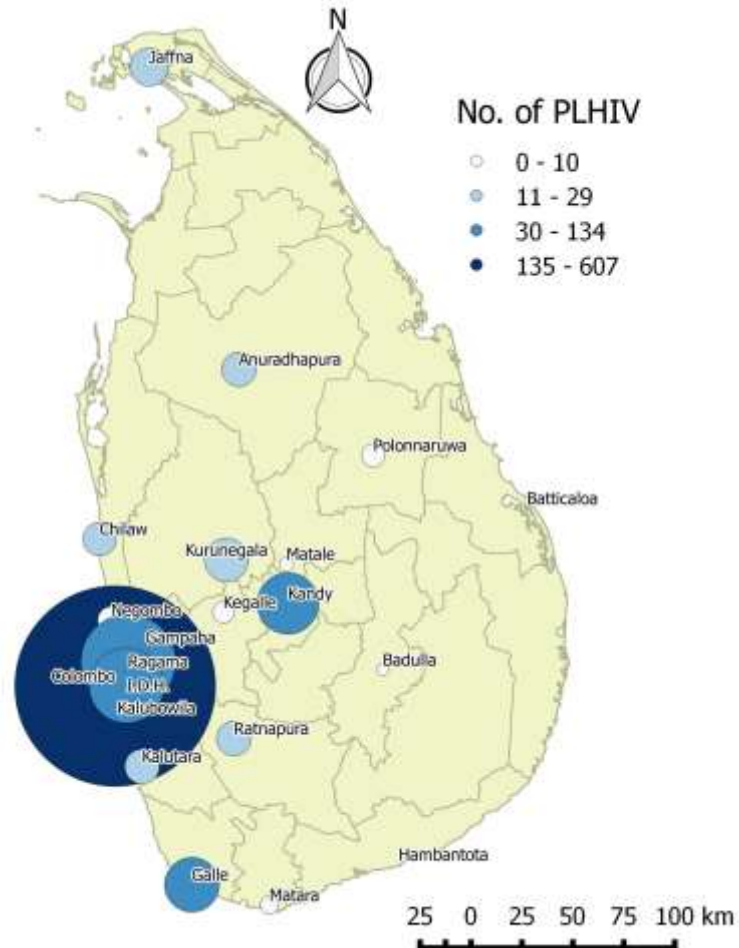 N
Jaffna
No. of PLHIV
0 - 10
11 - 29
30 - 134
135 - 607
Anuradhapura
Polonnaruwa
Batticaloa
Chilaw
Kurunegala
Matale
Kegalle
Kandy
Negombo
Gampaha
Ragama
Badulla
Colombo
I.D.H.
Kalubowila
Ratnapura
Kalutara
Hambantota
Galle
Matara
25 0 25 50 75 100 km